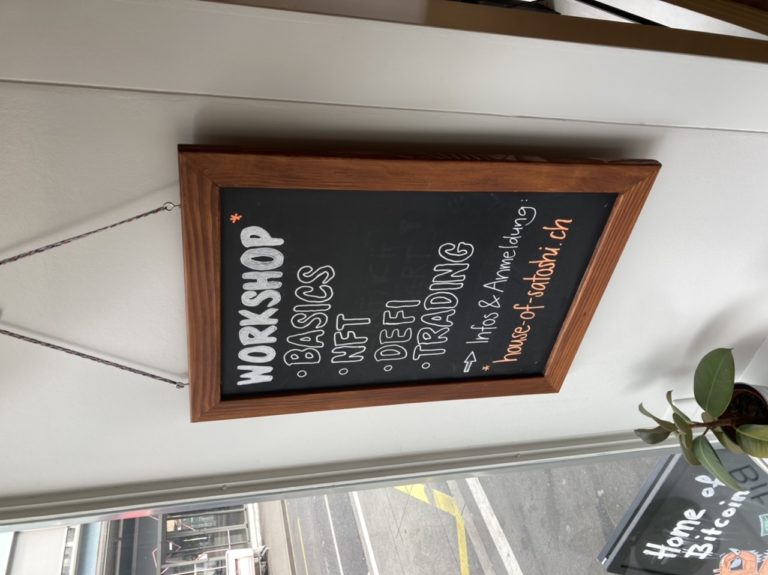 WORKSHOP*
· BASICS
· NFT
· DEFI
· TRADING
⇨ Infos & Anmeldung:
* house-of-satoshi.ch
Home of
Bitcoin